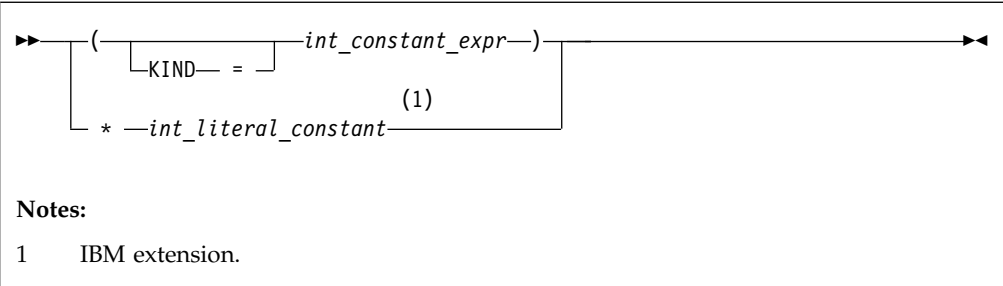 ( int_constant_expr )
KIND =
(1)
* int_literal_constant
Notes:
1 IBM extension.